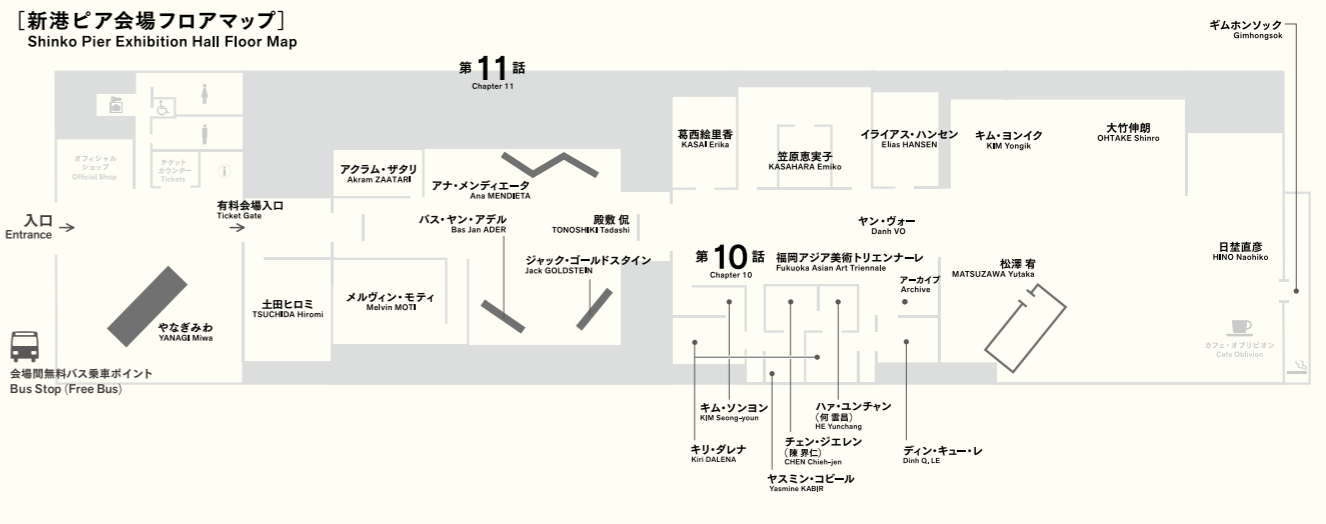 [新港ピア会場フロアマップ]
Shinko Pier Exhibition Hall Floor Map
ギムホンソック
Gimhongsok
第11話
Chapter 11
オフィシャル
ショップ
Official Shop
チケット
カウンター
Tickets
i
入口
Entrance
有料会場入口
Ticket Gate
やなぎみわ
YANAGI Miwa
会場間無料バス乗車ポイント
Bus Stop (Free Bus)
土田ヒロミ
TSUCHIDA Hiromi
アクラム・ザタリ
Akram ZAATARI
メルヴィン・モティ
Melvin MOTI
アナ・メンディエータ
Ana MENDIETA
バス・ヤン・アデル
Bas Jan ADER
殿敷 侃
TONOSHIKI Tadashi
ジャック・ゴールドスタイン
Jack GOLDSTEIN
葛西絵里香
KASAI Erika
笠原恵実子
KASAHARA Emiko
イライアス・ハンセン
Elias HANSEN
キム・ヨンイク
KIM Yongik
大竹伸朗
OHTAKE Shinro
ヤン・ヴォー
Danh VO
第10話
Chapter 10
福岡アジア美術トリエンナーレ
Fukuoka Asian Art Triennale
アーカイブ
Archive
松澤 宥
MATSUZAWA Yutaka
日埜直彦
HINO Naohiko
カフェ・オブリビオン
Cafe Oblivion
キム・ソンヨン
KIM Seong-youn
ハァ・ユンチャン
(何 雲昌)
HE Yunchang
キリ・ダレナ
Kiri DALENA
チェン・ジエレン
(陳 界仁)
CHEN Chieh-jen
ディン・キュー・レ
Dinh Q. LE
ヤスミン・コビール
Yasmine KABIR